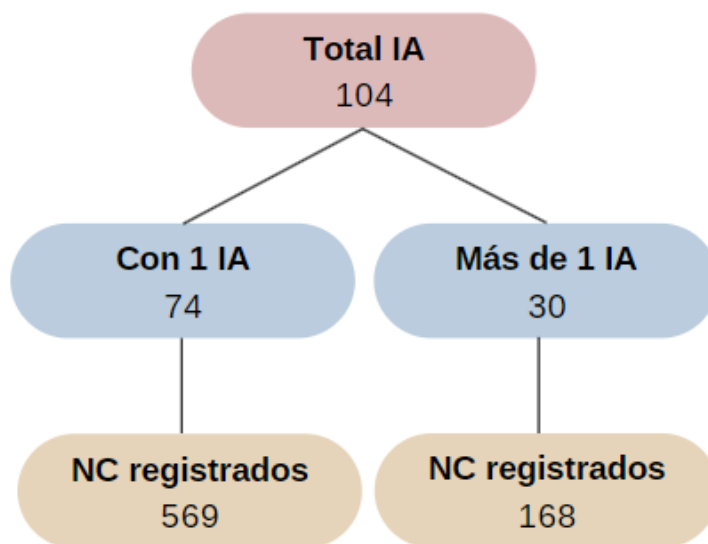 Total IA
104
Con 1 IA
74
Más de 1 IA
30
NC registrados
569
NC registrados
168